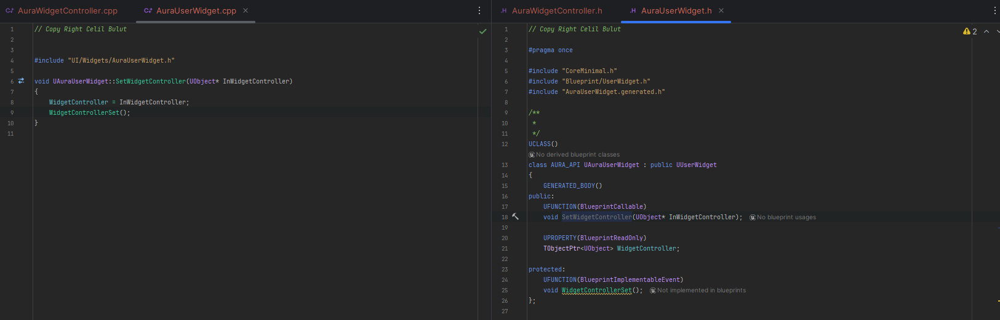 AuraWidgetController.cpp
AuraUserWidget.cpp
1 // Copy Right Celil Bulut
2
3
4 #include "UI/Widgets/AuraUserWidget.h"
5
6 void UAuraUserWidget::SetWidgetController(UObject* InWidgetController)
7 {
8 WidgetController = InWidgetController;
9 WidgetControllerSet();
10 }
11
AuraWidgetController.h
AuraUserWidget.h
2
1 // Copy Right Celil Bulut
2
3 #pragma once
4
5 #include "CoreMinimal.h"
6 #include "Blueprint/UserWidget.h"
7 #include "AuraUserWidget.generated.h"
8
9 /**
10 *
11 */
12 UCLASS()
No derived blueprint classes
13 class AURA_API UAuraUserWidget : public UUserWidget
14 {
15 GENERATED_BODY()
16 public:
17 UFUNCTION(BlueprintCallable)
18 void SetWidgetController(UObject* InWidgetController); No blueprint usages
19
20 UPROPERTY(BlueprintReadOnly)
21 TObjectPtr<UObject> WidgetController;
22
23 protected:
24 UFUNCTION(BlueprintImplementableEvent)
25 void WidgetControllerSet(); Not implemented in blueprints
26 };
27